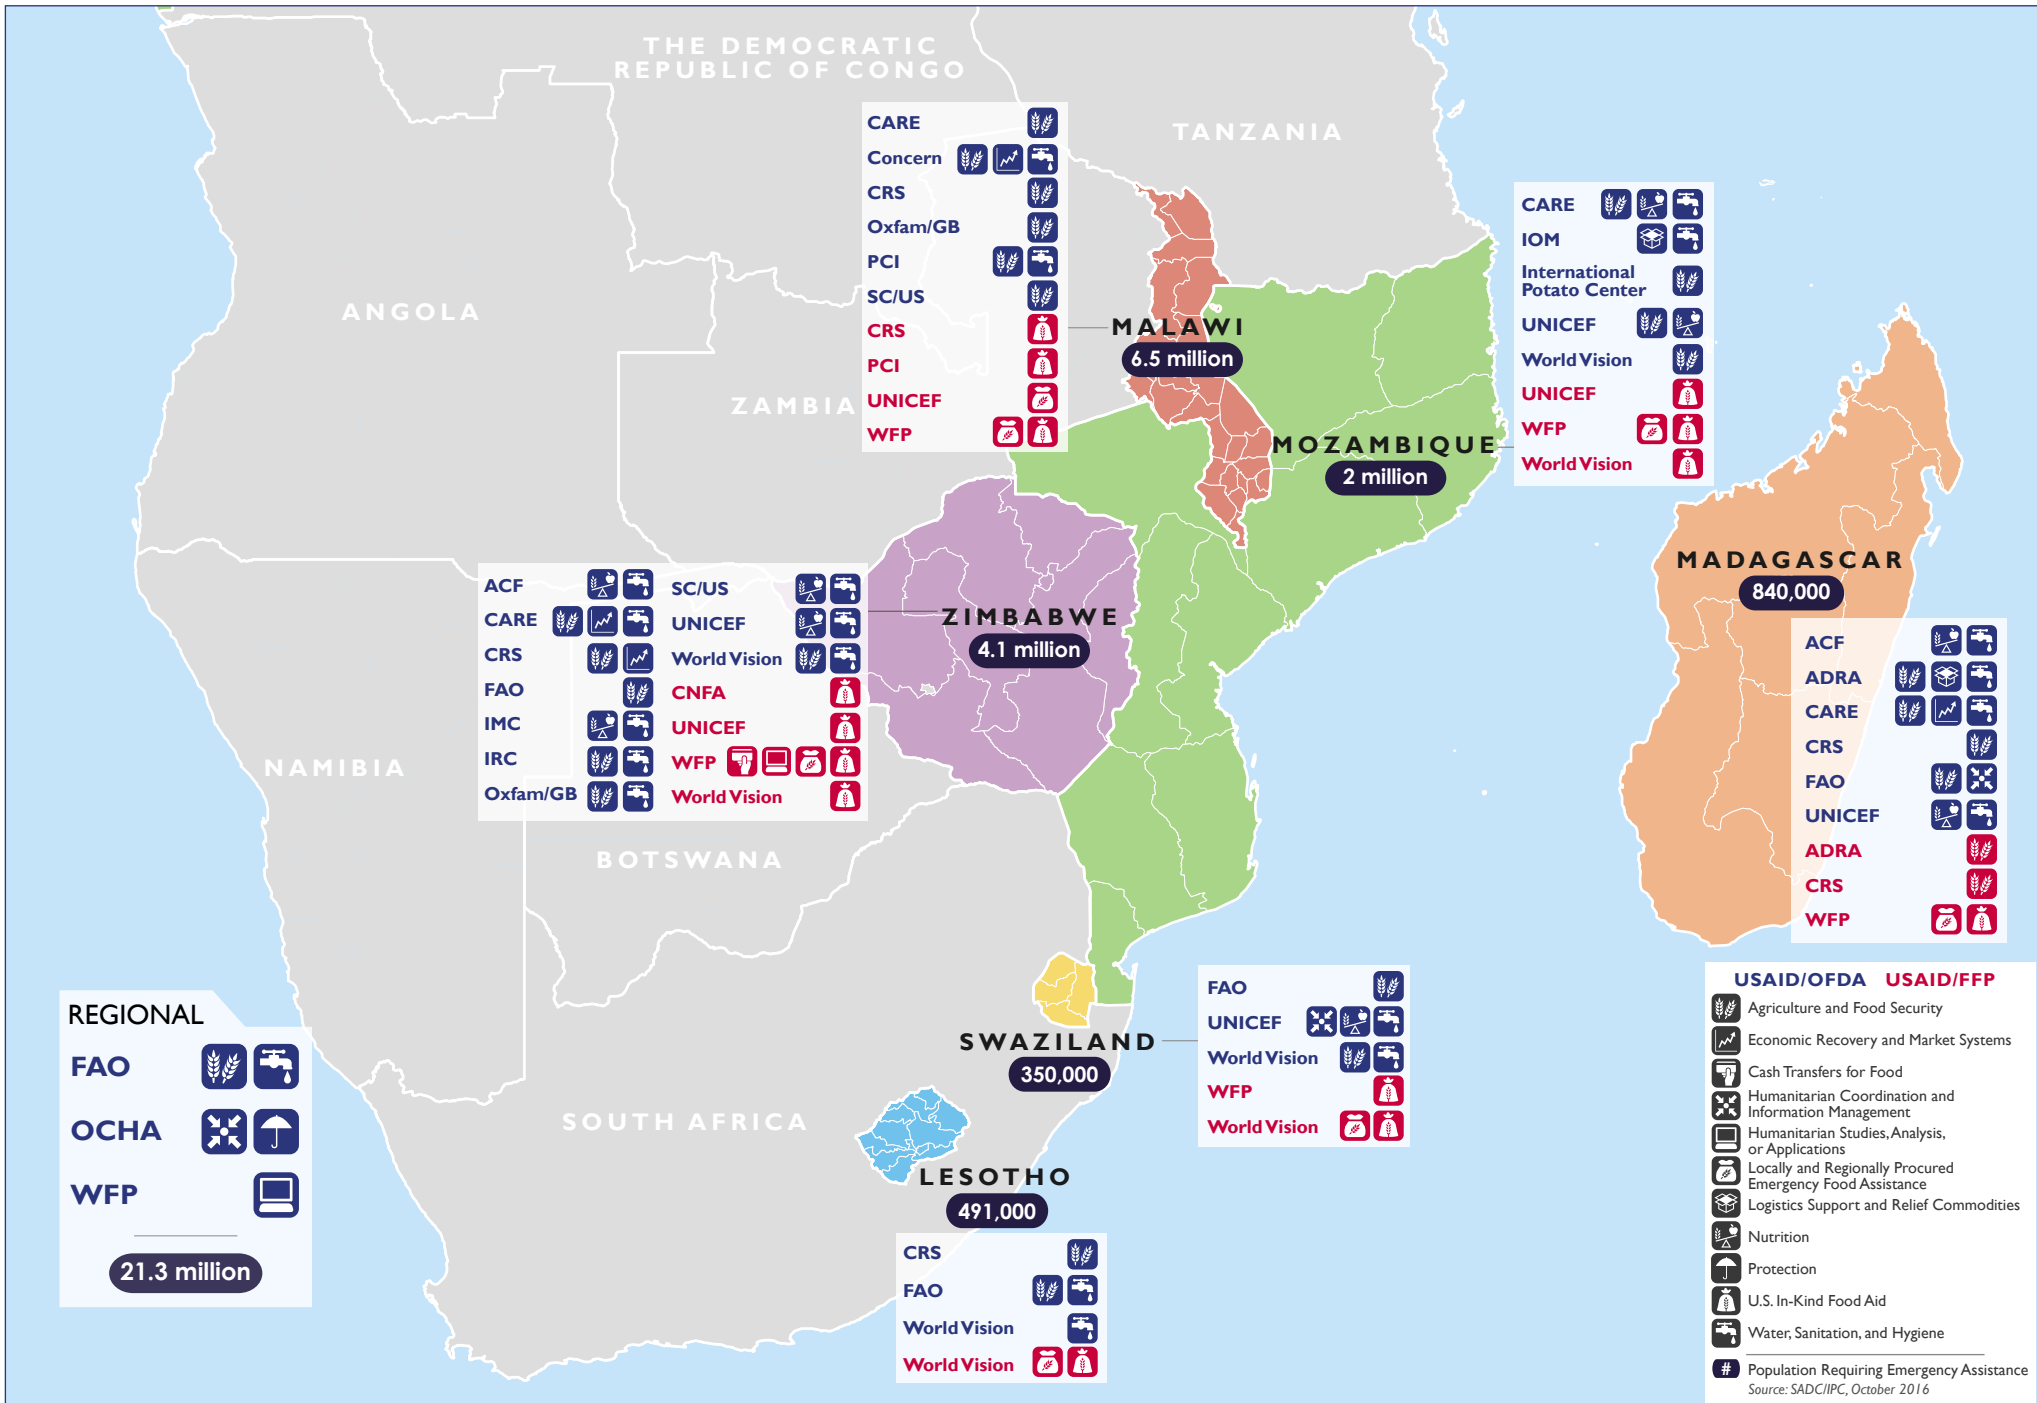 THE DEMOCRATIC
REPUBLIC OF CONGO
TANZANIA
ANGOLA
ZAMBIA
NAMIBIA
BOTSWANA
SOUTH AFRICA
CARE
Concern
CRS
Oxfam/GB
PCI
SC/US
CRS
PCI
UNICEF
WFP
MALAWI
6.5 million
CARE
IOM
International
Potato Center
UNICEF
World Vision
UNICEF
WFP
World Vision
MOZAMBIQUE
2 million
ACF
CARE
CRS
FAO
IMC
IRC
Oxfam/GB
SC/US
UNICEF
World Vision
CNFA
UNICEF
WFP
World Vision
ZIMBABWE
4.1 million
MADAGASCAR
840,000
ACF
ADRA
CARE
CRS
FAO
UNICEF
ADRA
CRS
WFP
SWAZILAND
350,000
FAO
UNICEF
World Vision
WFP
World Vision
LESOTHO
491,000
CRS
FAO
World Vision
World Vision
REGIONAL
FAO
OCHA
WFP
21.3 million
USAID/OFDA USAID/FFP
Agriculture and Food Security
Economic Recovery and Market Systems
Cash Transfers for Food
Humanitarian Coordination and
Information Management
Humanitarian Studies, Analysis,
or Applications
Locally and Regionally Procured
Emergency Food Assistance
Logistics Support and Relief Commodities
Nutrition
Protection
U.S. In-Kind Food Aid
Water, Sanitation, and Hygiene
# Population Requiring Emergency Assistance
Source: SADC/IPC, October 2016